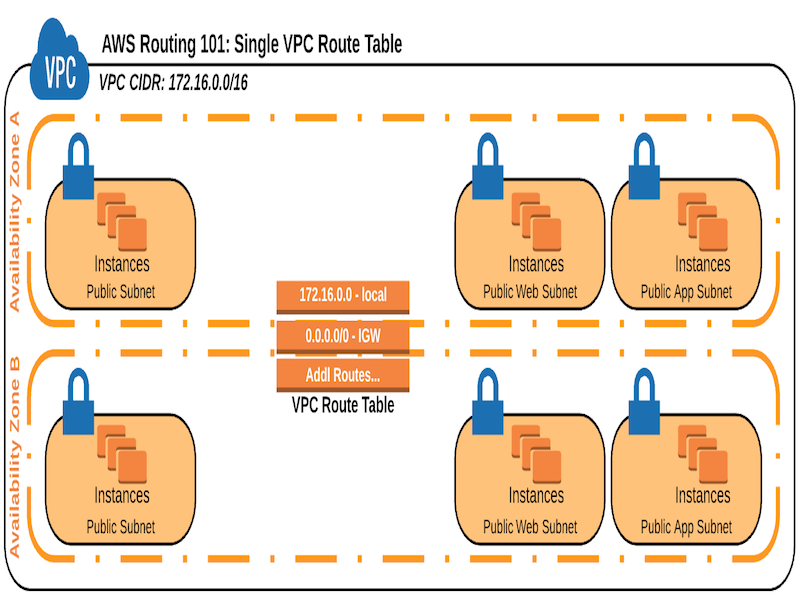 AWS Routing 101: Single VPC Route Table
VPC
VPC CIDR: 172.16.0.0/16
Availability Zone A
Instances
Public Subnet
Instances
Public Web Subnet
Instances
Public App Subnet
172.16.0.0 - local
0.0.0.0/0 - IGW
Addl Routes...
VPC Route Table
Availability Zone B
Instances
Public Subnet
Instances
Public Web Subnet
Instances
Public App Subnet